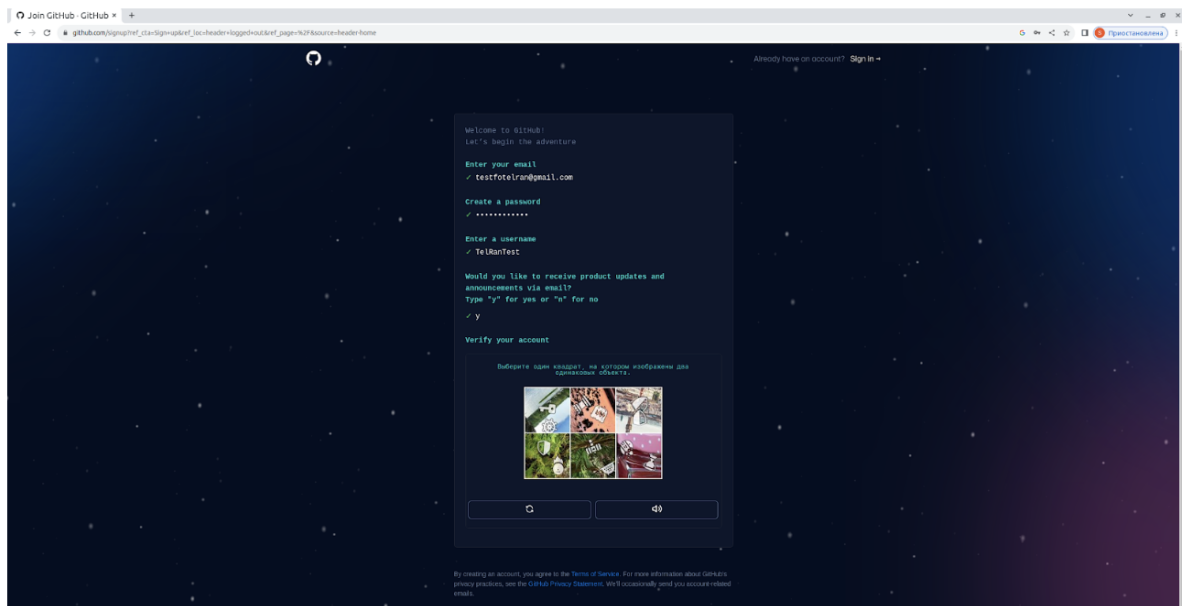 Join GitHub · GitHub
github.com/signup?ref_cta=Sign+up&ref_loc=header+logged+out&ref_page=%2F&source=header-home
Приостановлена
Already have an account? Sign in →
Welcome to GitHub!
Let's begin the adventure
Enter your email
✓ testfotelran@gmail.com
Create a password
✓ ••••••••••••
Enter a username
✓ TelRanTest
Would you like to receive product updates and
announcements via email?
Type "y" for yes or "n" for no
✓ y
Verify your account
Выберите один квадрат, на котором изображены два
одинаковых объекта.
By creating an account, you agree to the Terms of Service. For more information about GitHub's
privacy practices, see the GitHub Privacy Statement. We'll occasionally send you account-related
emails.